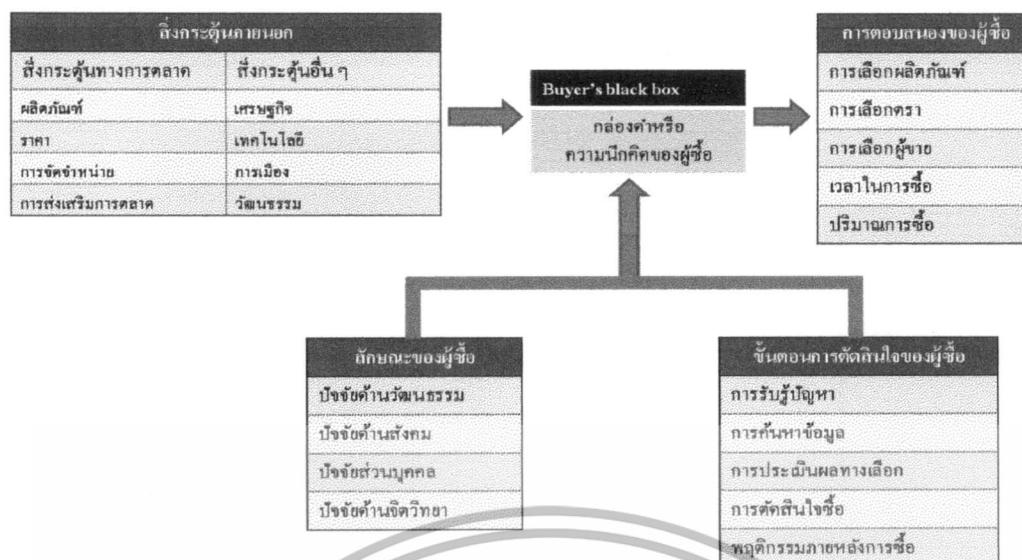 สิ่งกระตุ้นภายนอก
สิ่งกระตุ้นทางการตลาด สิ่งกระตุ้นอื่น ๆ
ผลิตภัณฑ์ เศรษฐกิจ
ราคา เทคโนโลยี
การจัดจำหน่าย การเมือง
การส่งเสริมการตลาด วัฒนธรรม
Buyer's black box
กล่องดำหรือ
ความนึกคิดของผู้ซื้อ
การตอบสนองของผู้ซื้อ
การเลือกผลิตภัณฑ์
การเลือกตรา
การเลือกผู้ขาย
เวลาในการซื้อ
ปริมาณการซื้อ
ลักษณะของผู้ซื้อ
ปัจจัยด้านวัฒนธรรม
ปัจจัยด้านสังคม
ปัจจัยส่วนบุคคล
ปัจจัยด้านจิตวิทยา
ขั้นตอนการตัดสินใจของผู้ซื้อ
การรับรู้ปัญหา
การค้นหาข้อมูล
การประเมินผลทางเลือก
การตัดสินใจซื้อ
พฤติกรรมภายหลังการซื้อ